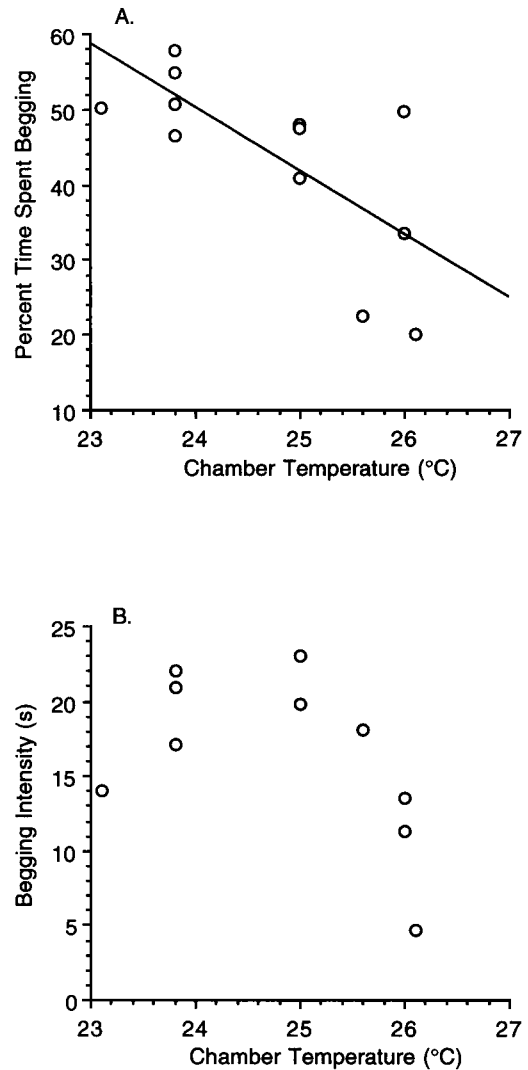 A.
60
50
40
30
20
10
Percent Time Spent Begging
23 24 25 26 27
Chamber Temperature (°C)
B.
25
20
15
10
5
0
Begging Intensity (s)
23 24 25 26 27
Chamber Temperature (°C)